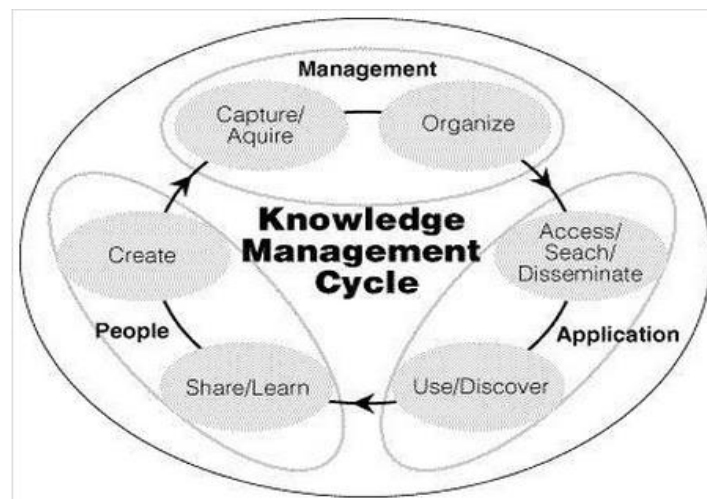 Management
Capture/
Aquire
Organize
Knowledge
Management
Cycle
Create
Access/
Seach/
Disseminate
People
Application
Share/Learn
Use/Discover